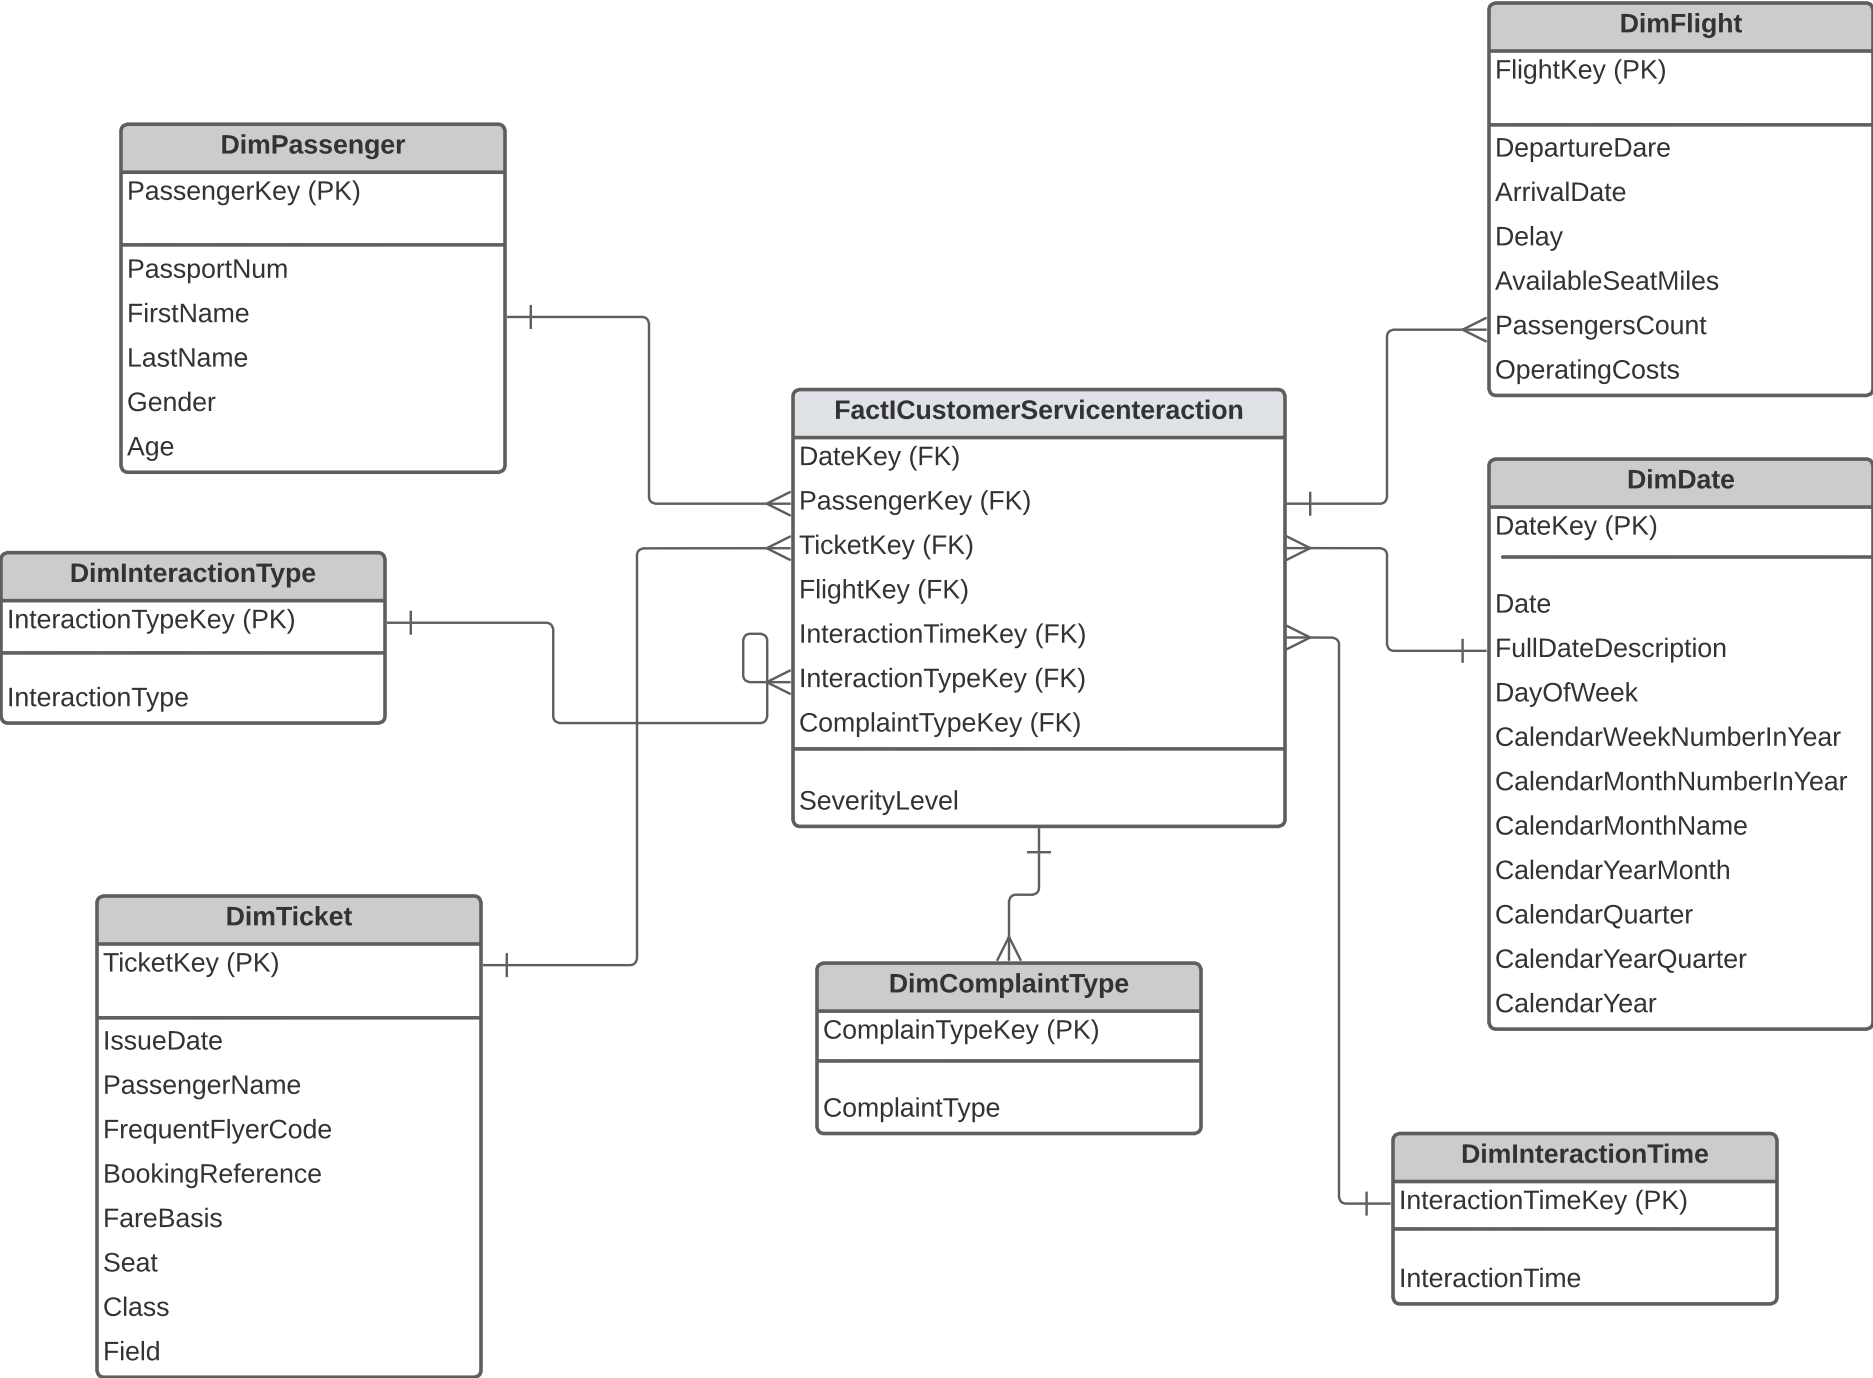 DimFlight
FlightKey (PK)
DepartureDare
ArrivalDate
Delay
AvailableSeatMiles
PassengersCount
OperatingCosts
DimPassenger
PassengerKey (PK)
PassportNum
FirstName
LastName
Gender
Age
FactICustomerServicenteraction
DateKey (FK)
PassengerKey (FK)
TicketKey (FK)
FlightKey (FK)
InteractionTimeKey (FK)
InteractionTypeKey (FK)
ComplaintTypeKey (FK)
SeverityLevel
DimDate
DateKey (PK)
Date
FullDateDescription
DayOfWeek
CalendarWeekNumberInYear
CalendarMonthNumberInYear
CalendarMonthName
CalendarYearMonth
CalendarQuarter
CalendarYearQuarter
CalendarYear
DimInteractionType
InteractionTypeKey (PK)
InteractionType
DimTicket
TicketKey (PK)
IssueDate
PassengerName
FrequentFlyerCode
BookingReference
FareBasis
Seat
Class
Field
DimComplaintType
ComplainTypeKey (PK)
ComplaintType
DimInteractionTime
InteractionTimeKey (PK)
InteractionTime